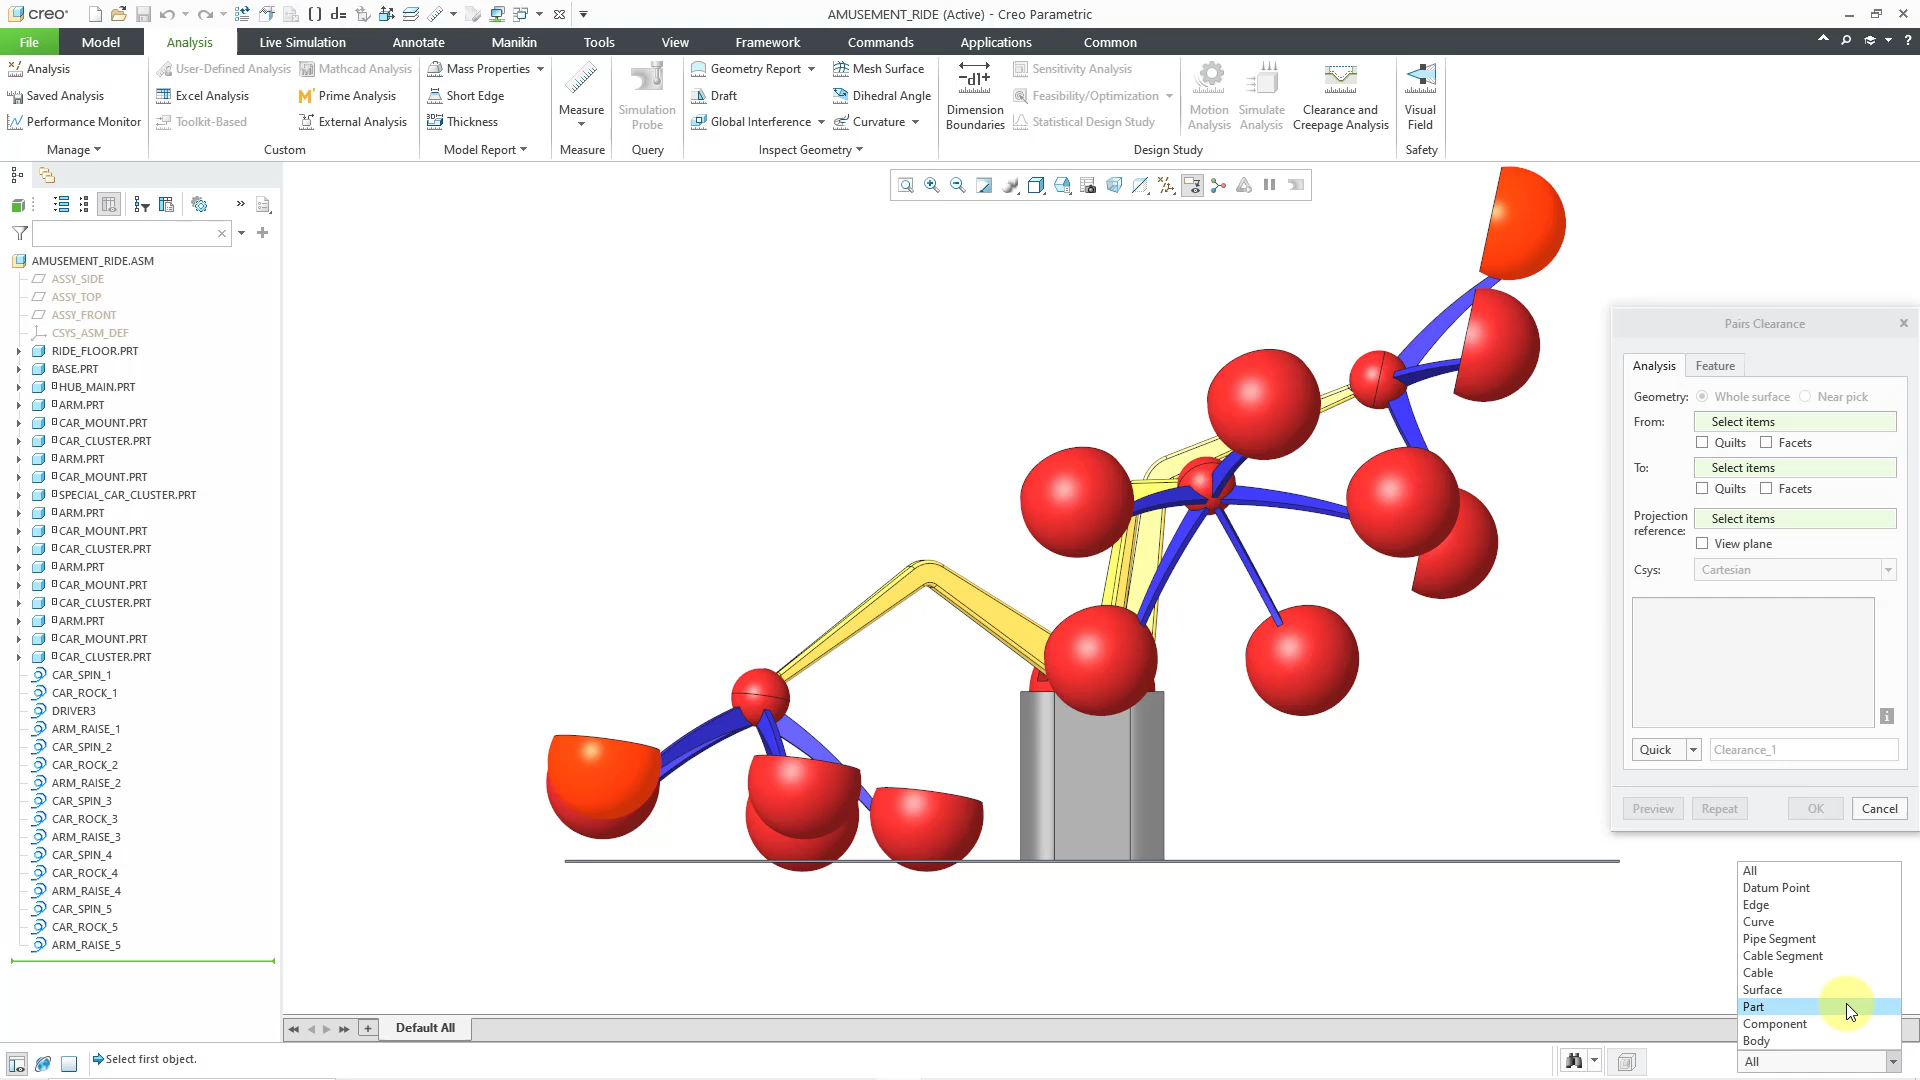 creo
[] d=
AMUSEMENT_RIDE (Active) - Creo Parametric
File Model Analysis Live Simulation Annotate Manikin Tools View Framework Commands Applications Common
Analysis
Saved Analysis
Performance Monitor
Manage
User-Defined Analysis Mathcad Analysis
Excel Analysis Prime Analysis
Toolkit-Based External Analysis
Custom
Mass Properties
Short Edge
Thickness
Model Report
Measure
Measure
Simulation
Probe
Query
Geometry Report Mesh Surface
Draft Dihedral Angle
Global Interference Curvature
Inspect Geometry
Dimension
Boundaries
Sensitivity Analysis
Feasibility/Optimization
Statistical Design Study
Motion
Analysis
Simulate
Analysis
Clearance and
Creepage Analysis
Design Study
Visual
Field
Safety
AMUSEMENT_RIDE.ASM
ASSY_SIDE
ASSY_TOP
ASSY_FRONT
CSYS_ASM_DEF
RIDE_FLOOR.PRT
BASE.PRT
HUB_MAIN.PRT
ARM.PRT
CAR_MOUNT.PRT
CAR_CLUSTER.PRT
ARM.PRT
CAR_MOUNT.PRT
SPECIAL_CAR_CLUSTER.PRT
ARM.PRT
CAR_MOUNT.PRT
CAR_CLUSTER.PRT
ARM.PRT
CAR_MOUNT.PRT
CAR_CLUSTER.PRT
ARM.PRT
CAR_MOUNT.PRT
CAR_CLUSTER.PRT
CAR_SPIN_1
CAR_ROCK_1
DRIVER3
ARM_RAISE_1
CAR_SPIN_2
CAR_ROCK_2
ARM_RAISE_2
CAR_SPIN_3
CAR_ROCK_3
ARM_RAISE_3
CAR_SPIN_4
CAR_ROCK_4
ARM_RAISE_4
CAR_SPIN_5
CAR_ROCK_5
ARM_RAISE_5
Pairs Clearance
Analysis Feature
Geometry: Whole surface Near pick
From: Select items
Quilts Facets
To: Select items
Quilts Facets
Projection
reference: Select items
View plane
Csys: Cartesian
Quick Clearance_1
Preview Repeat OK Cancel
All
Datum Point
Edge
Curve
Pipe Segment
Cable Segment
Cable
Surface
Part
Component
Body
All
Default All
Select first object.